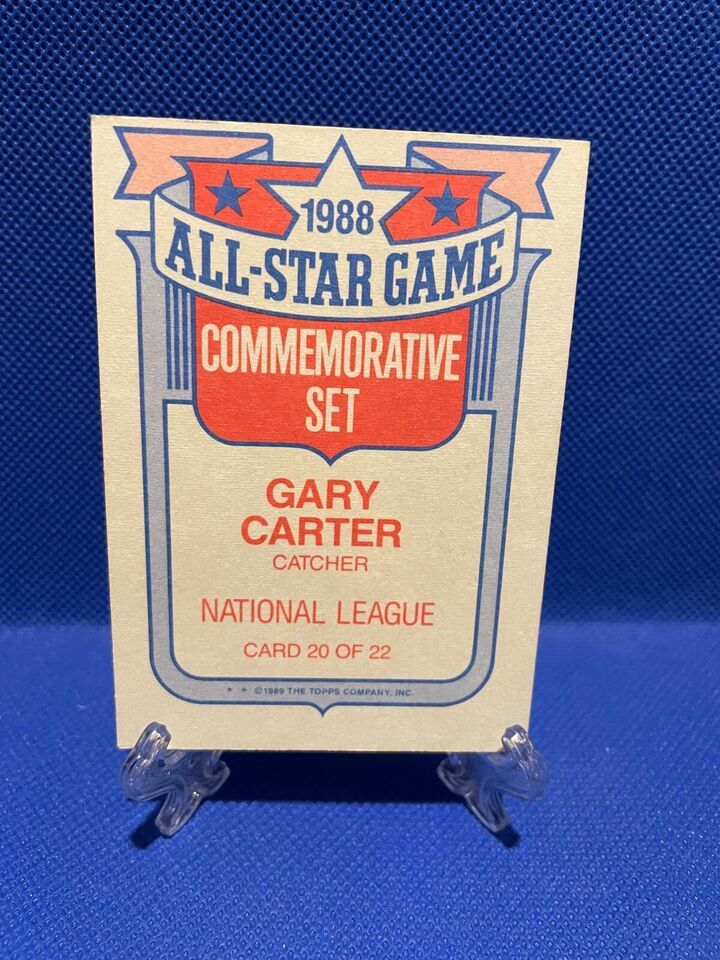 1988
ALL-STAR GAME
COMMEMORATIVE
SET
GARY
CARTER
CATCHER
NATIONAL LEAGUE
CARD 20 OF 22
* * ©1989 THE TOPPS COMPANY, INC.